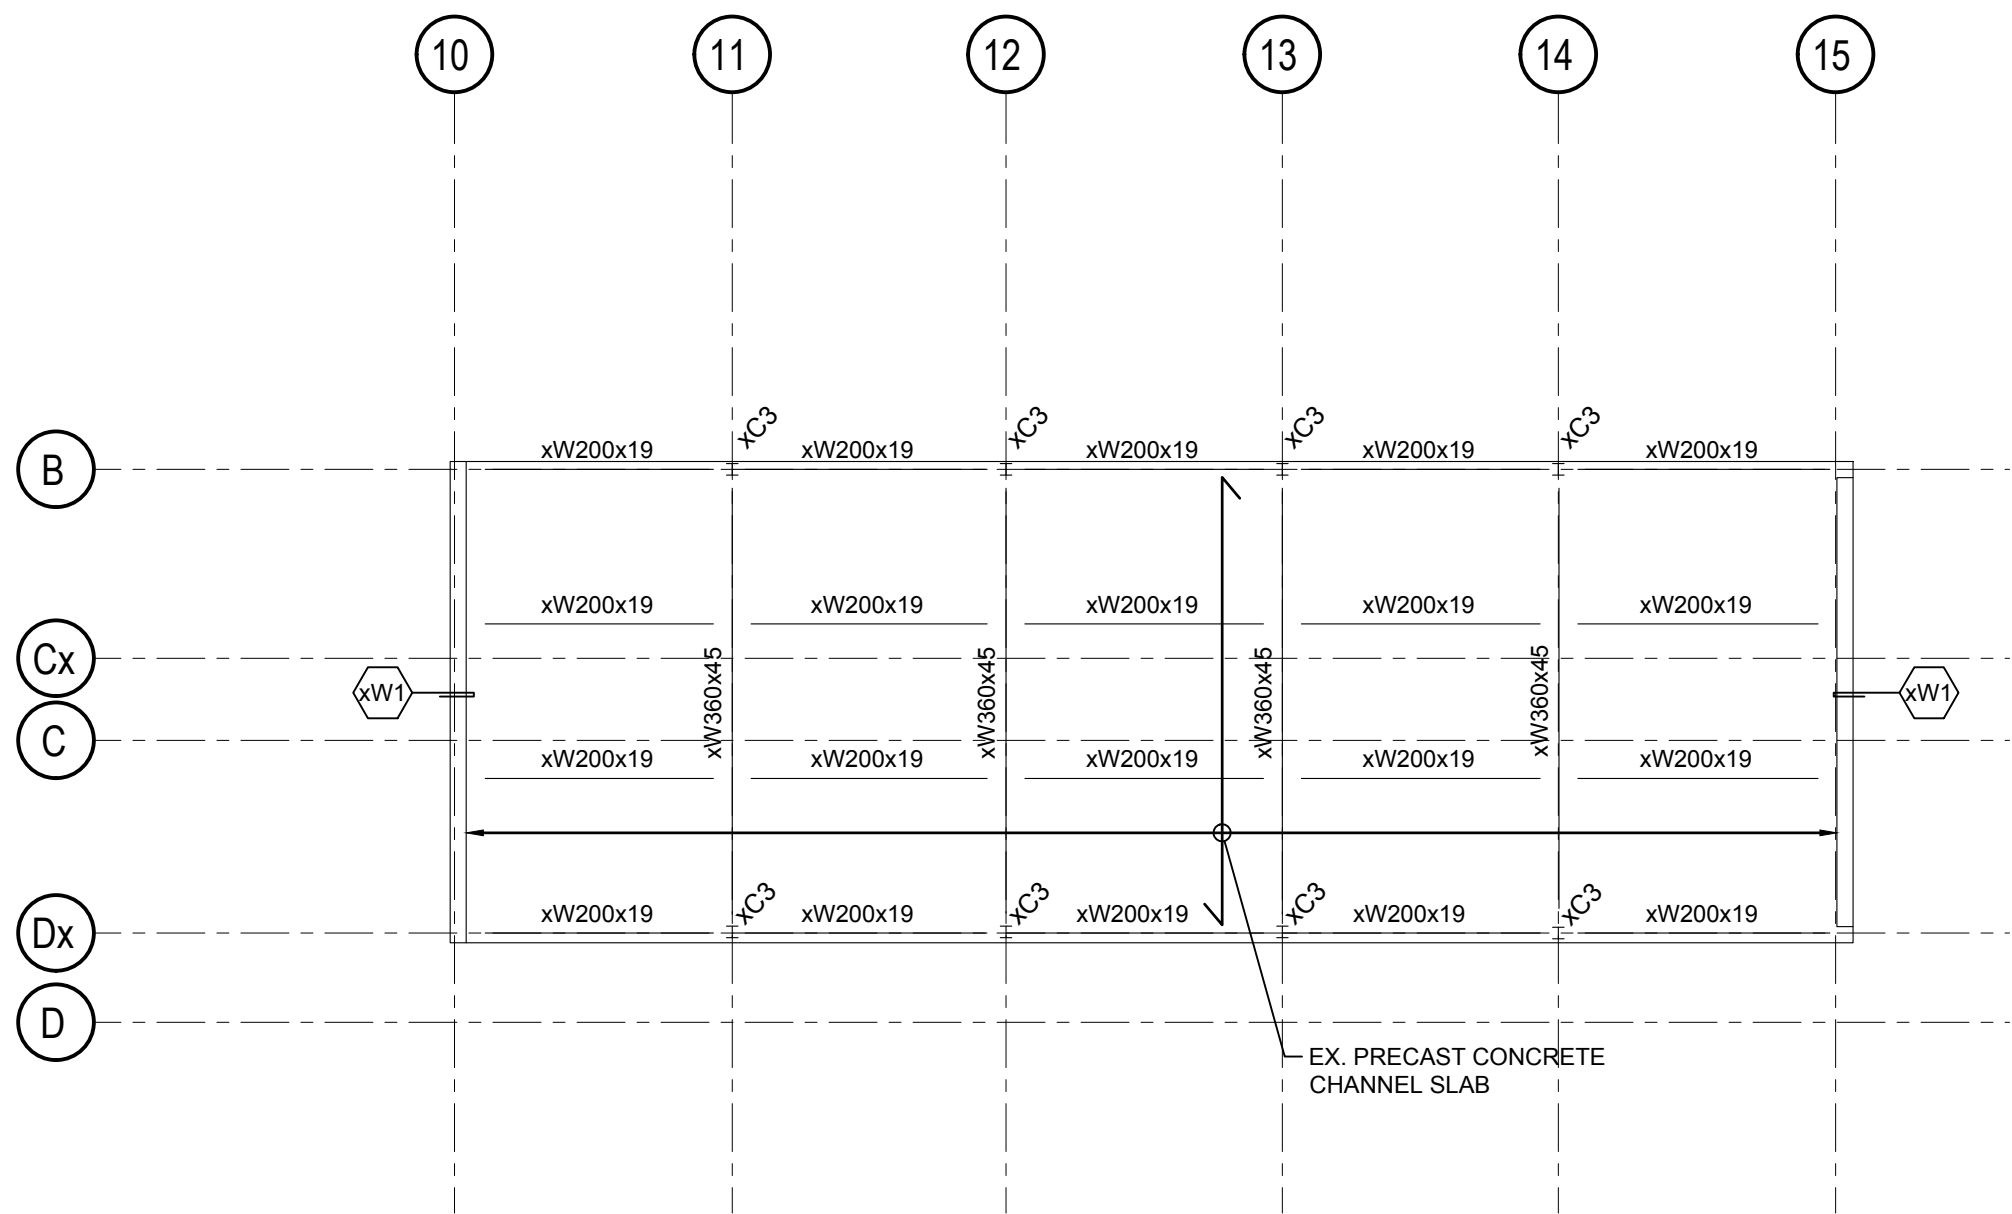 10 11 12 13 14 15
xC3 xC3 xC3 xC3
B xW200x19 xW200x19 xW200x19 xW200x19 xW200x19
xW200x19 xW200x19 xW200x19 xW200x19 xW200x19
Cx
xW360x45 xW360x45 xW360x45 xW360x45
xW1 xW1
C
xW200x19 xW200x19 xW200x19 xW200x19 xW200x19
xC3 xC3 xC3 xC3
xW200x19 xW200x19 xW200x19 xW200x19 xW200x19
Dx
D
EX. PRECAST CONCRETE
CHANNEL SLAB